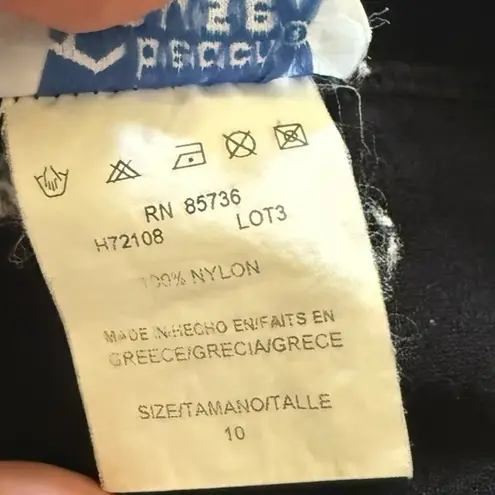 RN 85736
H72108 LOT3
100% NYLON
MADE IN/HECHO EN/FAITS EN
GREECE/GRECIA/GRECE
SIZE/TAMANO/TALLE
10